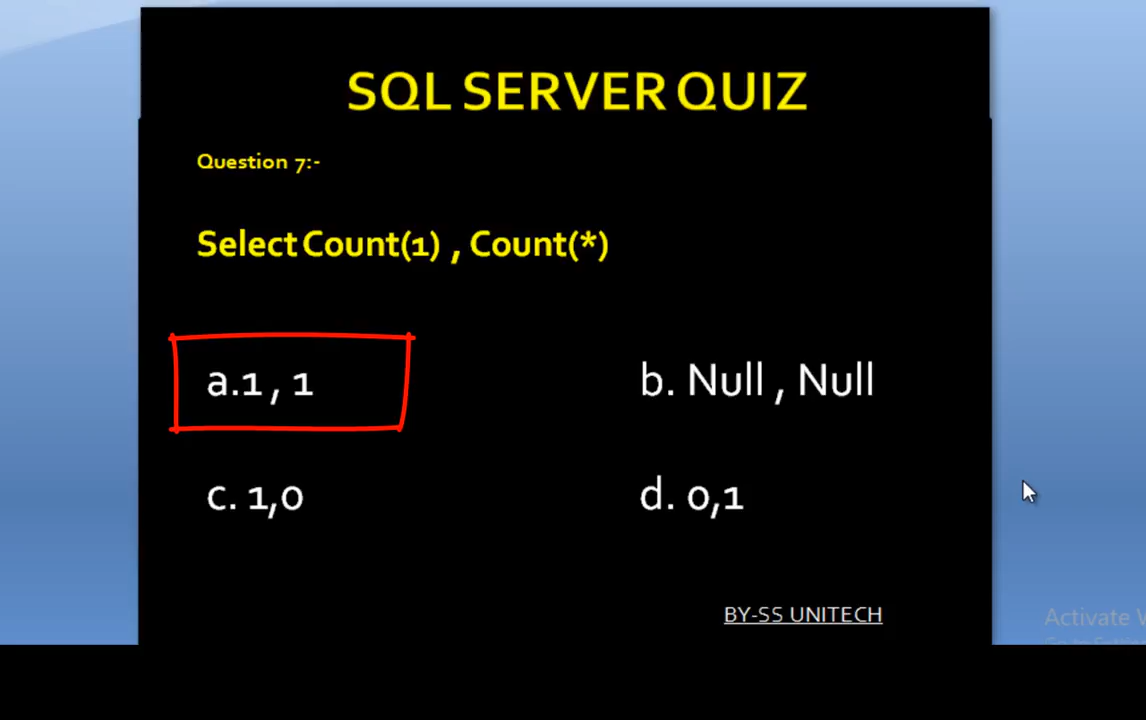 SQL SERVER QUIZ
Question 7:-
Select Count(1) , Count(*)
a.1 , 1
b. Null , Null
c. 1,0
d. 0,1
BY-SS UNITECH
Activate